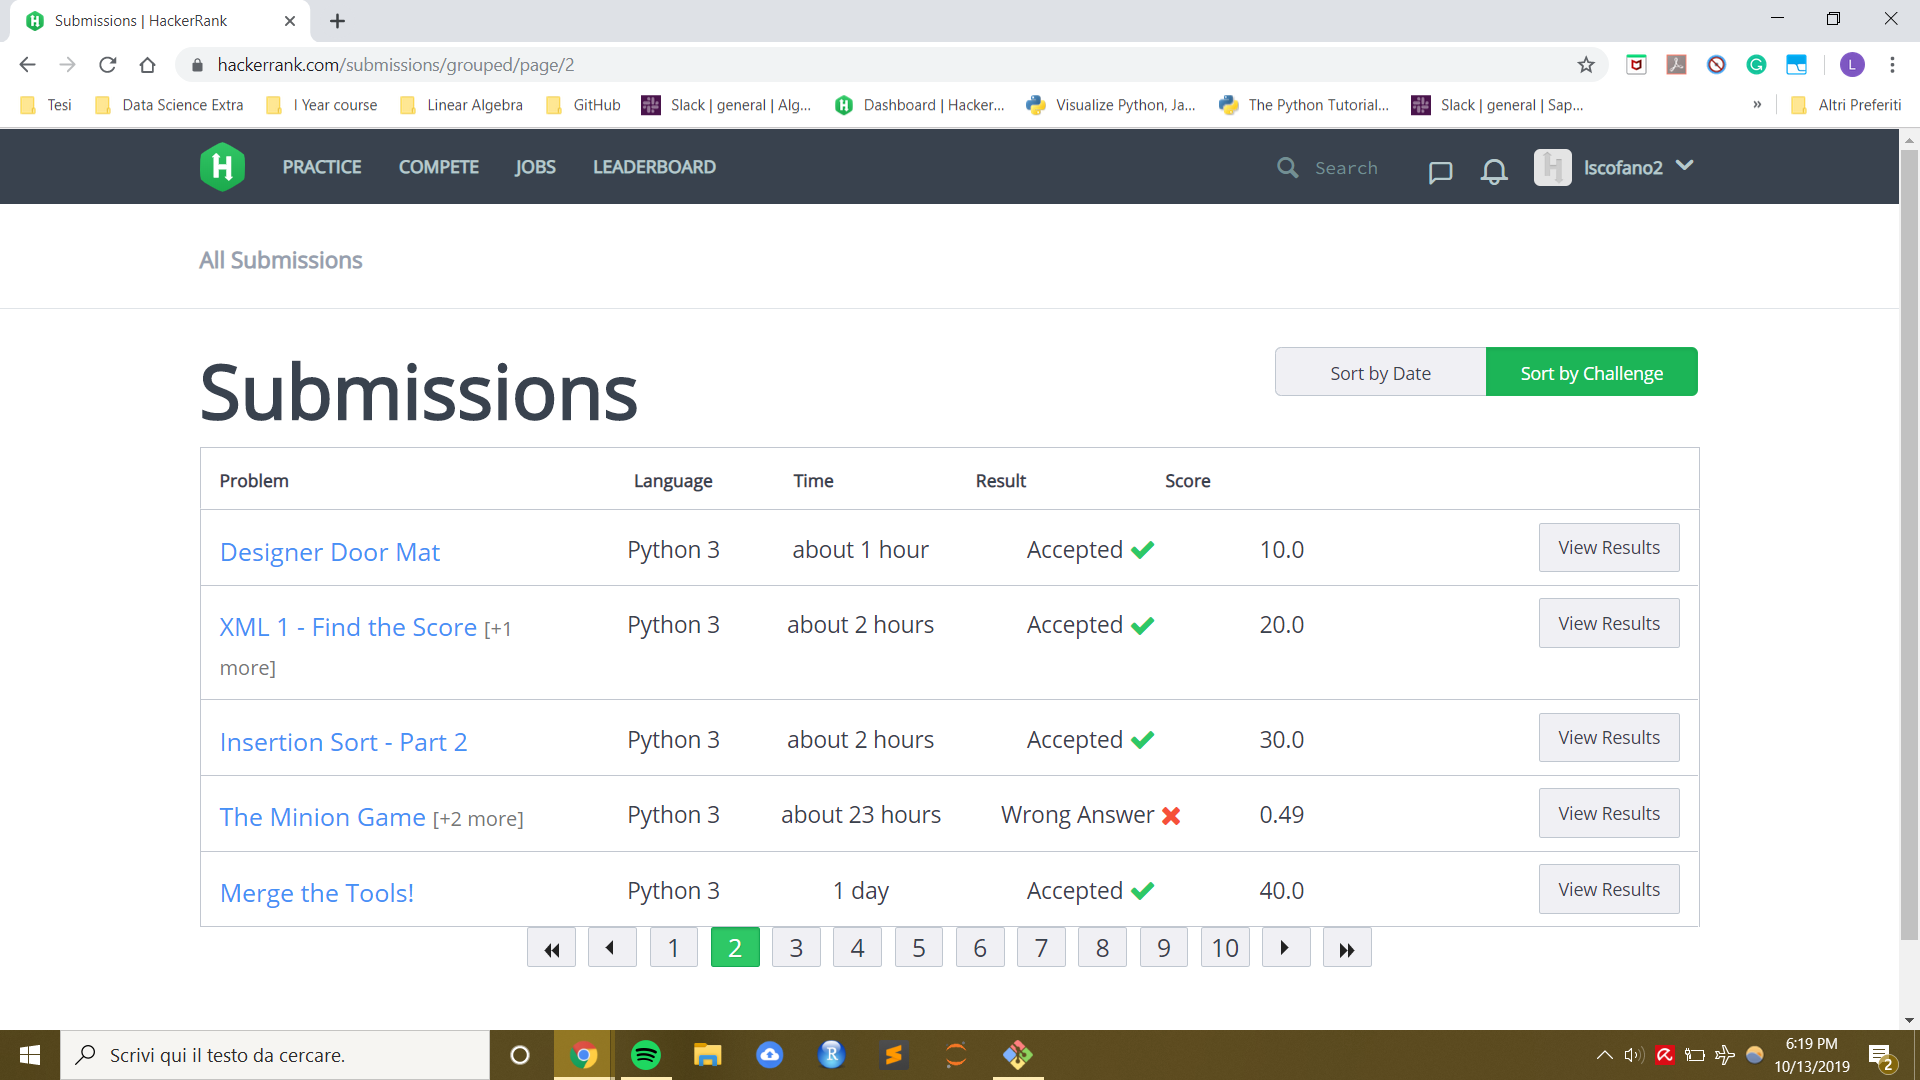 Submissions | HackerRank
hackerrank.com/submissions/grouped/page/2
L
Tesi Data Science Extra I Year course Linear Algebra GitHub Slack | general | Alg... Dashboard | Hacker... Visualize Python, Ja... The Python Tutorial... Slack | general | Sap... » Altri Preferiti
H PRACTICE COMPETE JOBS LEADERBOARD Search lscofano2
All Submissions
Submissions
Sort by Date Sort by Challenge
Problem Language Time Result Score
Designer Door Mat Python 3 about 1 hour Accepted 10.0 View Results
XML 1 - Find the Score [+1 Python 3 about 2 hours Accepted 20.0 View Results
more]
Insertion Sort - Part 2 Python 3 about 2 hours Accepted 30.0 View Results
The Minion Game [+2 more] Python 3 about 23 hours Wrong Answer 0.49 View Results
Merge the Tools! Python 3 1 day Accepted 40.0 View Results
1 2 3 4 5 6 7 8 9 10
Scrivi qui il testo da cercare.
R
6:19 PM
10/13/2019
2